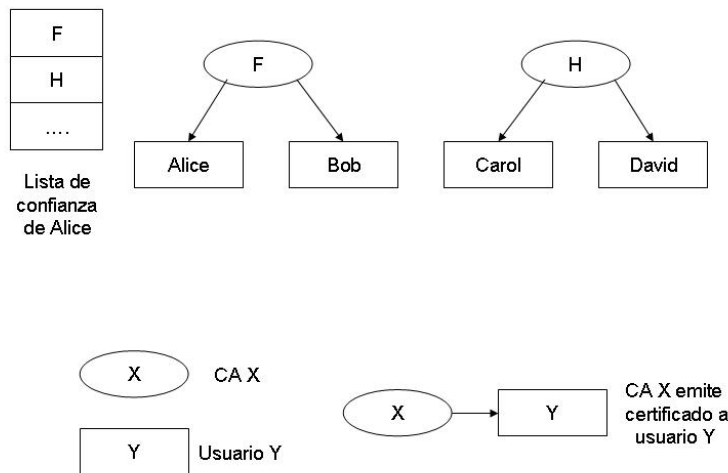 F
H
....
Lista de
confianza
de Alice
F
Alice
Bob
H
Carol
David
X
CA X
Y
Usuario Y
X
Y
CA X emite
certificado a
usuario Y